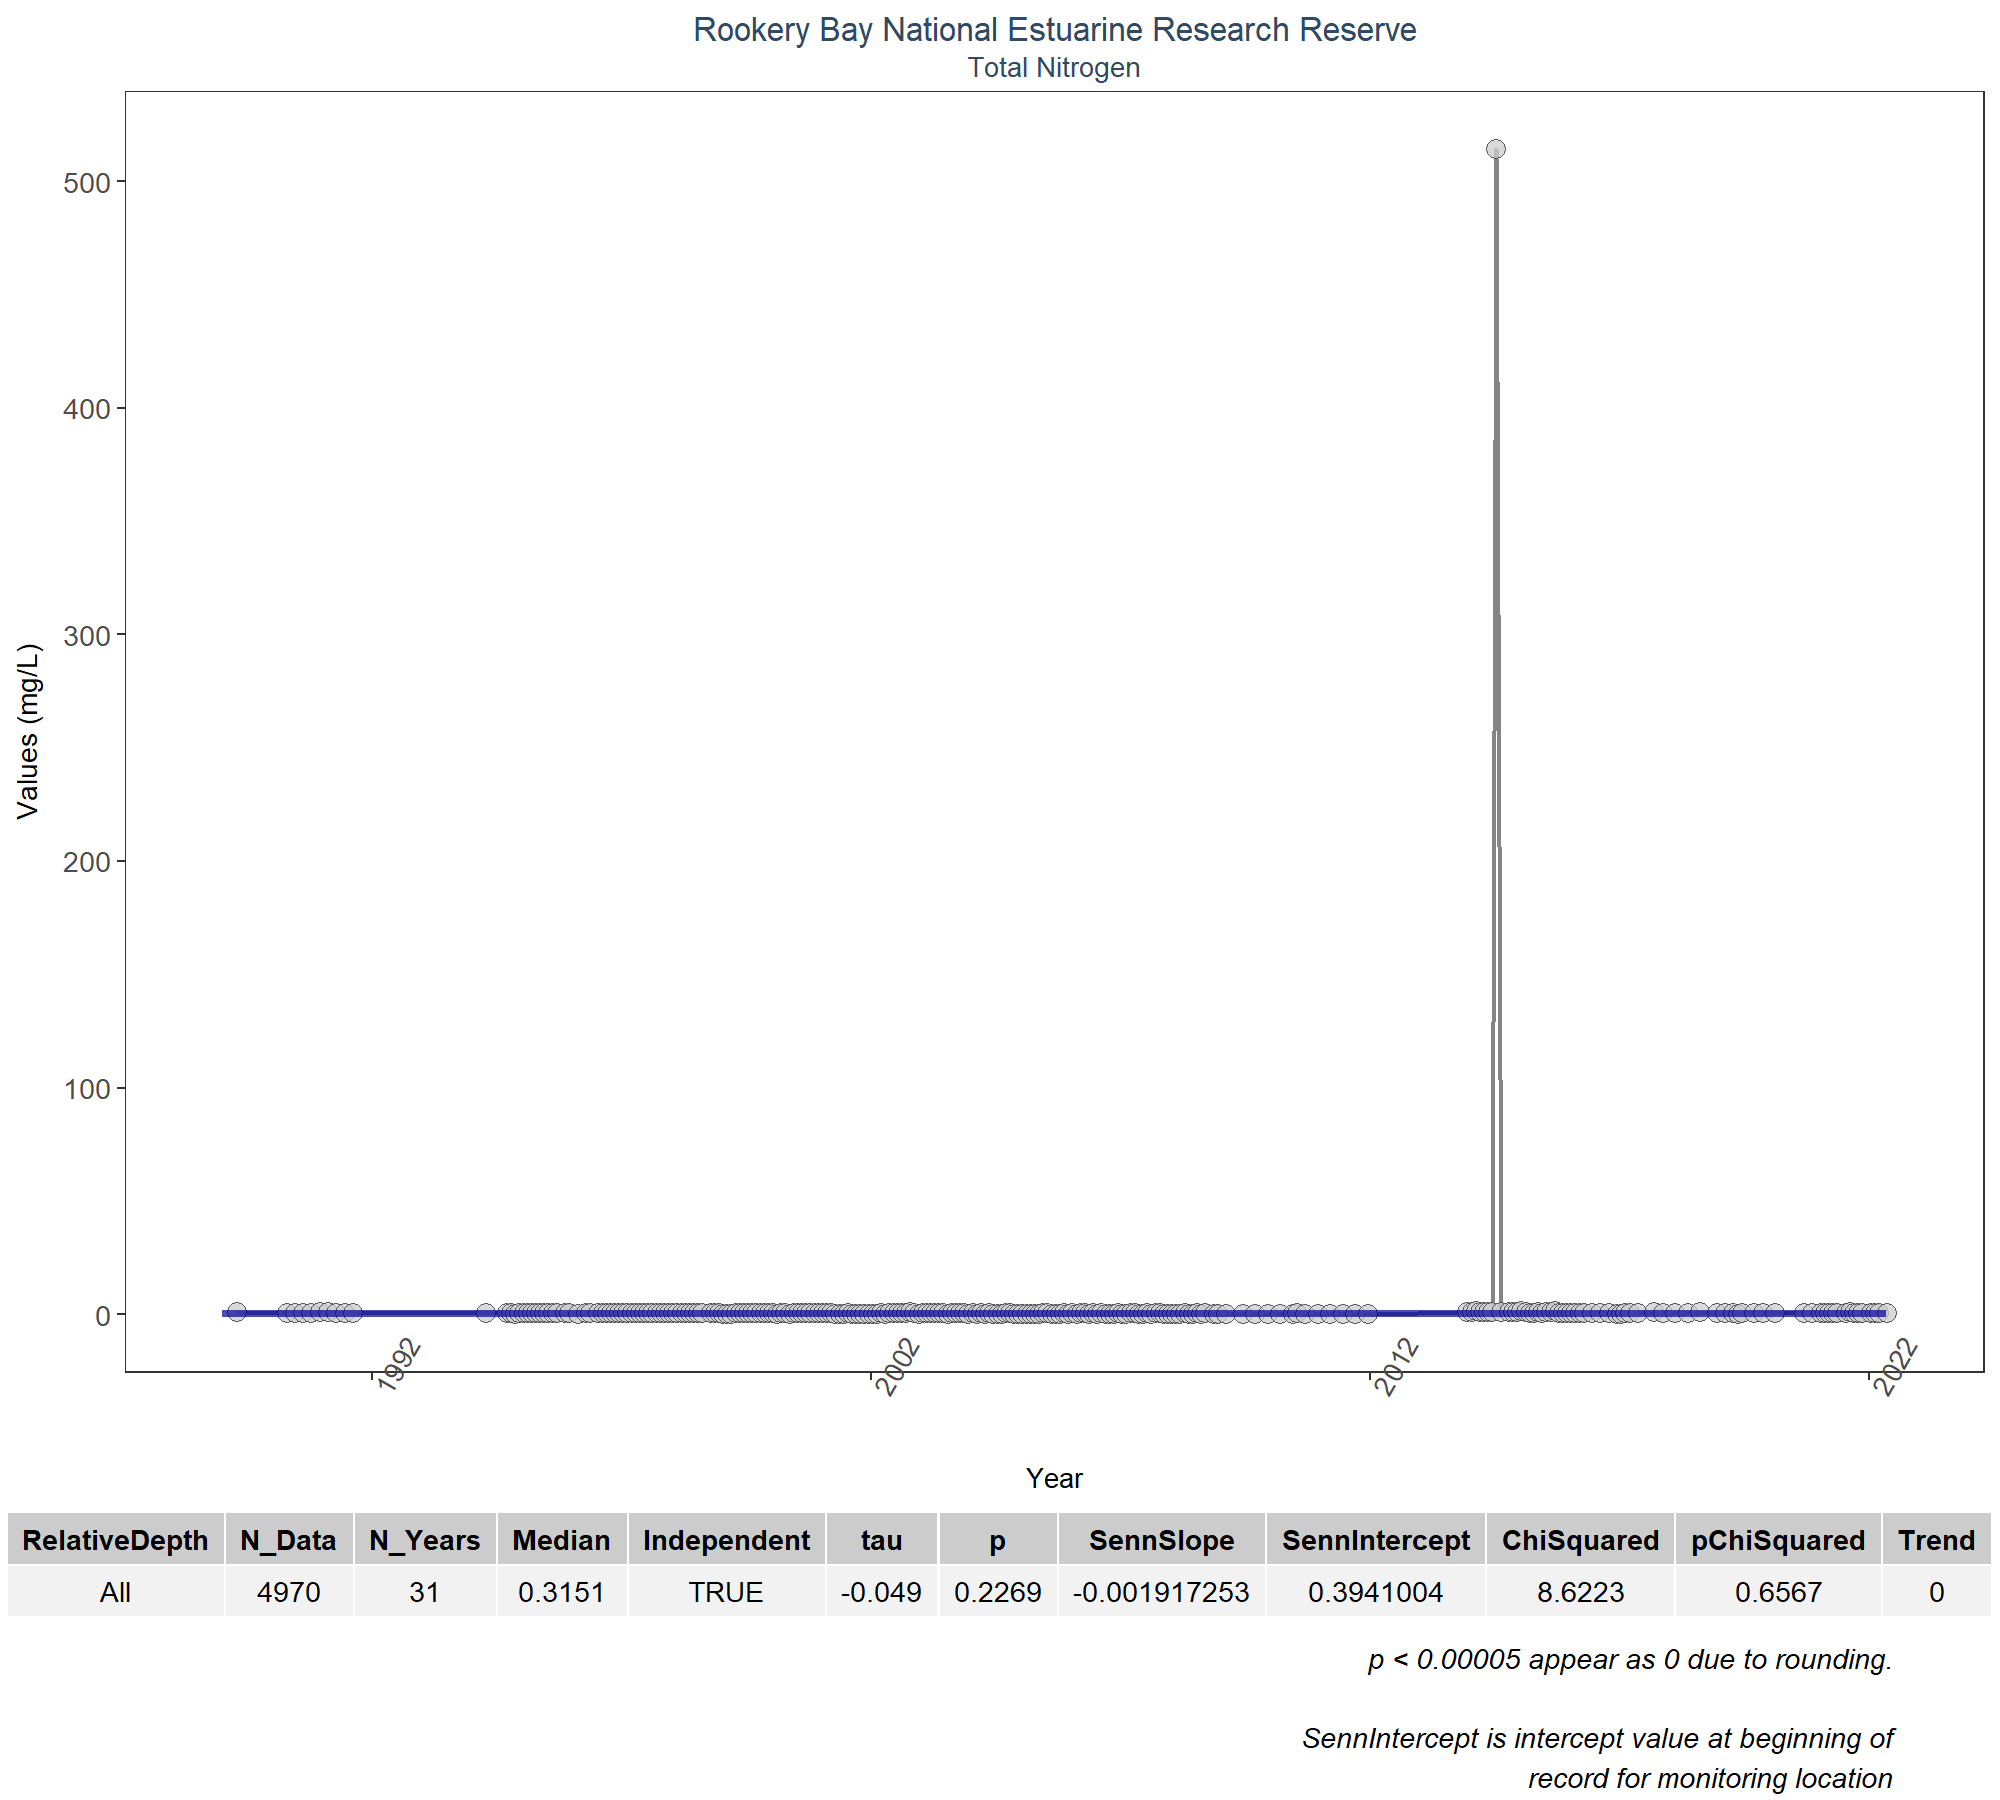 Rookery Bay National Estuarine Research Reserve
Total Nitrogen
500
400
300
200
100
0
Values (mg/L)
1992
2002
2012
2022
Year
RelativeDepth N_Data N_Years Median Independent tau p SennSlope SennIntercept ChiSquared pChiSquared Trend
All 4970 31 0.3151 TRUE -0.049 0.2269 -0.001917253 0.3941004 8.6223 0.6567 0
p < 0.00005 appear as 0 due to rounding.
SennIntercept is intercept value at beginning of
record for monitoring location